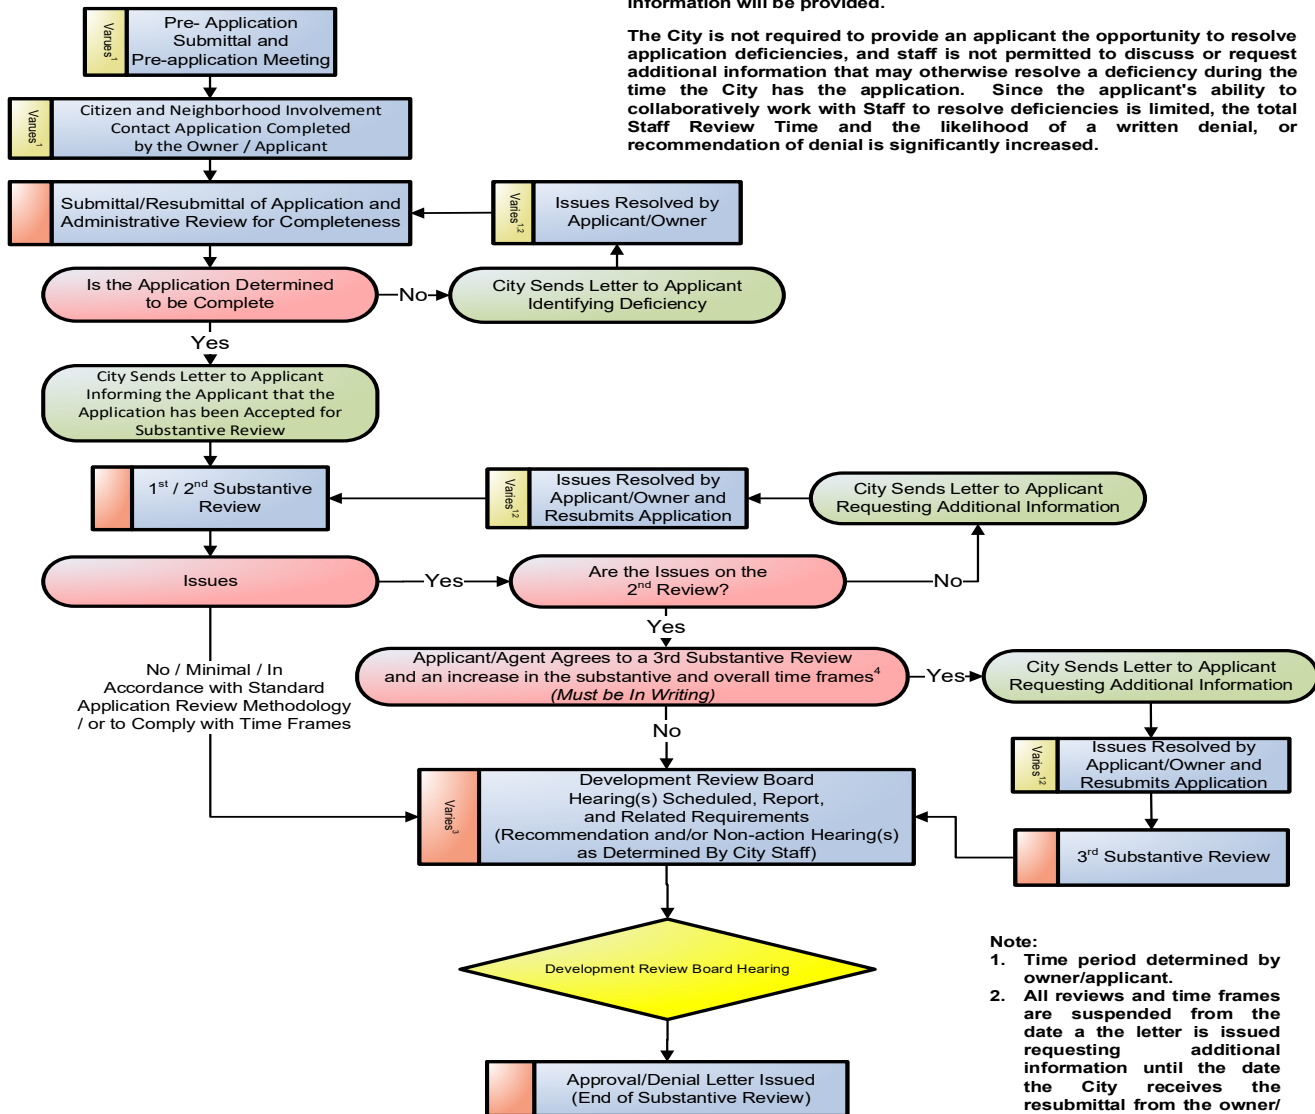 information will be provided.
The City is not required to provide an applicant the opportunity to resolve
application deficiencies, and staff is not permitted to discuss or request
additional information that may otherwise resolve a deficiency during the
time the City has the application. Since the applicant's ability to
collaboratively work with Staff to resolve deficiencies is limited, the total
Staff Review Time and the likelihood of a written denial, or
recommendation of denial is significantly increased.
Varues¹
Pre- Application
Submittal and
Pre-application Meeting
Varues¹
Citizen and Neighborhood Involvement
Contact Application Completed
by the Owner / Applicant
Submittal/Resubmittal of Application and
Administrative Review for Completeness
Varies¹,²
Issues Resolved by
Applicant/Owner
Is the Application Determined
to be Complete
No
City Sends Letter to Applicant
Identifying Deficiency
Yes
City Sends Letter to Applicant
Informing the Applicant that the
Application has been Accepted for
Substantive Review
1st / 2nd Substantive
Review
Varies¹,²
Issues Resolved by
Applicant/Owner and
Resubmits Application
City Sends Letter to Applicant
Requesting Additional Information
Issues
Yes
Are the Issues on the
2nd Review?
No
Yes
No / Minimal / In
Accordance with Standard
Application Review Methodology
/ or to Comply with Time Frames
Applicant/Agent Agrees to a 3rd Substantive Review
and an increase in the substantive and overall time frames⁴
(Must be In Writing)
Yes
City Sends Letter to Applicant
Requesting Additional Information
No
Varies¹,²
Issues Resolved by
Applicant/Owner and
Resubmits Application
Varies³
Development Review Board
Hearing(s) Scheduled, Report,
and Related Requirements
(Recommendation and/or Non-action Hearing(s)
as Determined By City Staff)
3rd Substantive Review
Development Review Board Hearing
Approval/Denial Letter Issued
(End of Substantive Review)
Note:
1. Time period determined by
owner/applicant.
2. All reviews and time frames
are suspended from the
date a the letter is issued
requesting additional
information until the date
the City receives the
resubmittal from the owner/